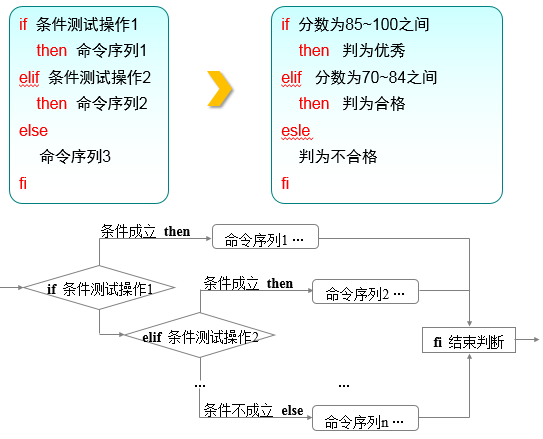 if 条件测试操作1
then 命令序列1
elif 条件测试操作2
then 命令序列2
else
命令序列3
fi
if 分数为85~100之间
then 判为优秀
elif 分数为70~84之间
then 判为合格
esle
判为不合格
fi
条件成立 then
命令序列1 …
if 条件测试操作1
条件成立 then
命令序列2 …
elif 条件测试操作2
fi 结束判断
… …
条件不成立 else
命令序列n …